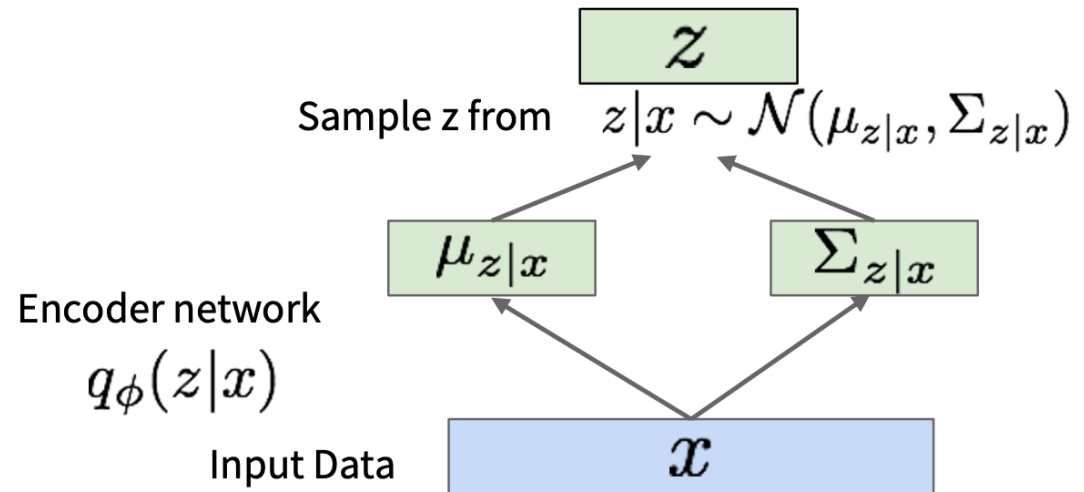 z
Sample z from z|x ∼ 𝒩(μ_{z|x}, Σ_{z|x})
μ_{z|x} Σ_{z|x}
Encoder network
q_ϕ(z|x)
Input Data x